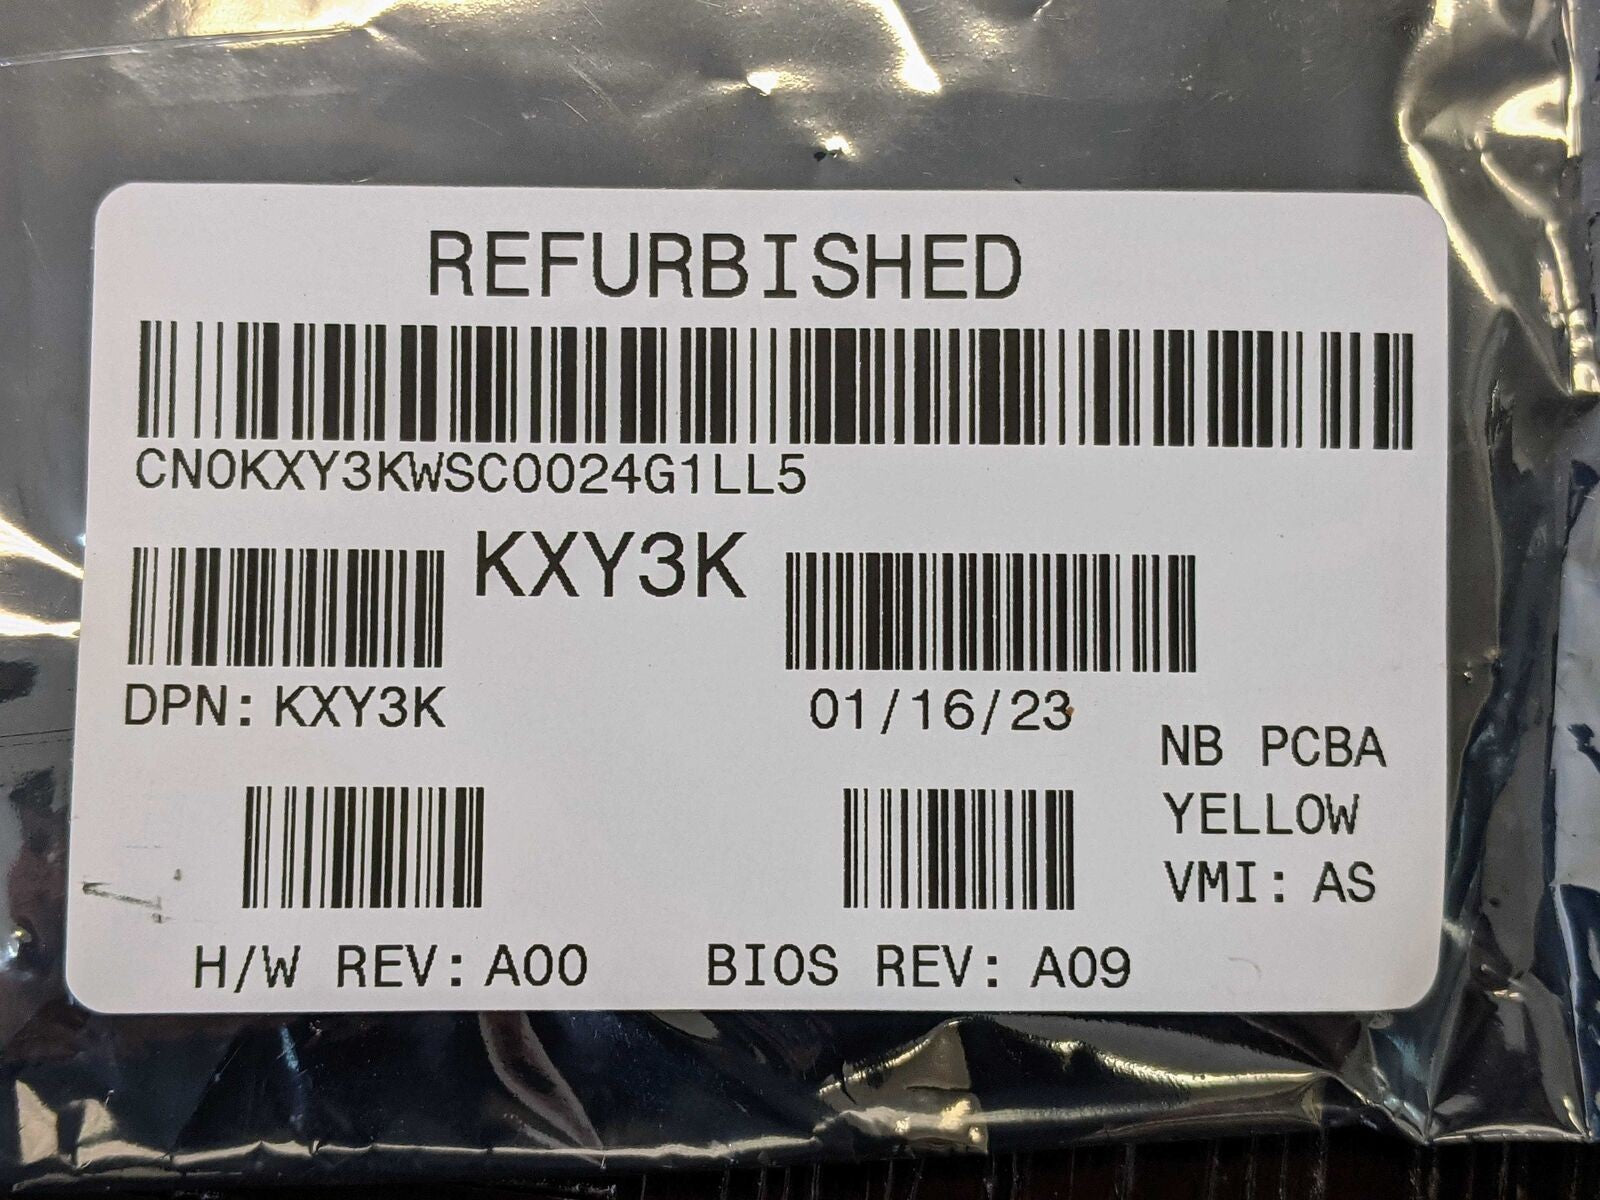 REFURBISHED
CN0KXY3KWSC0024G1LL5
KXY3K
DPN: KXY3K
01/16/23
NB PCBA
YELLOW
VMI: AS
H/W REV: A00
BIOS REV: A09